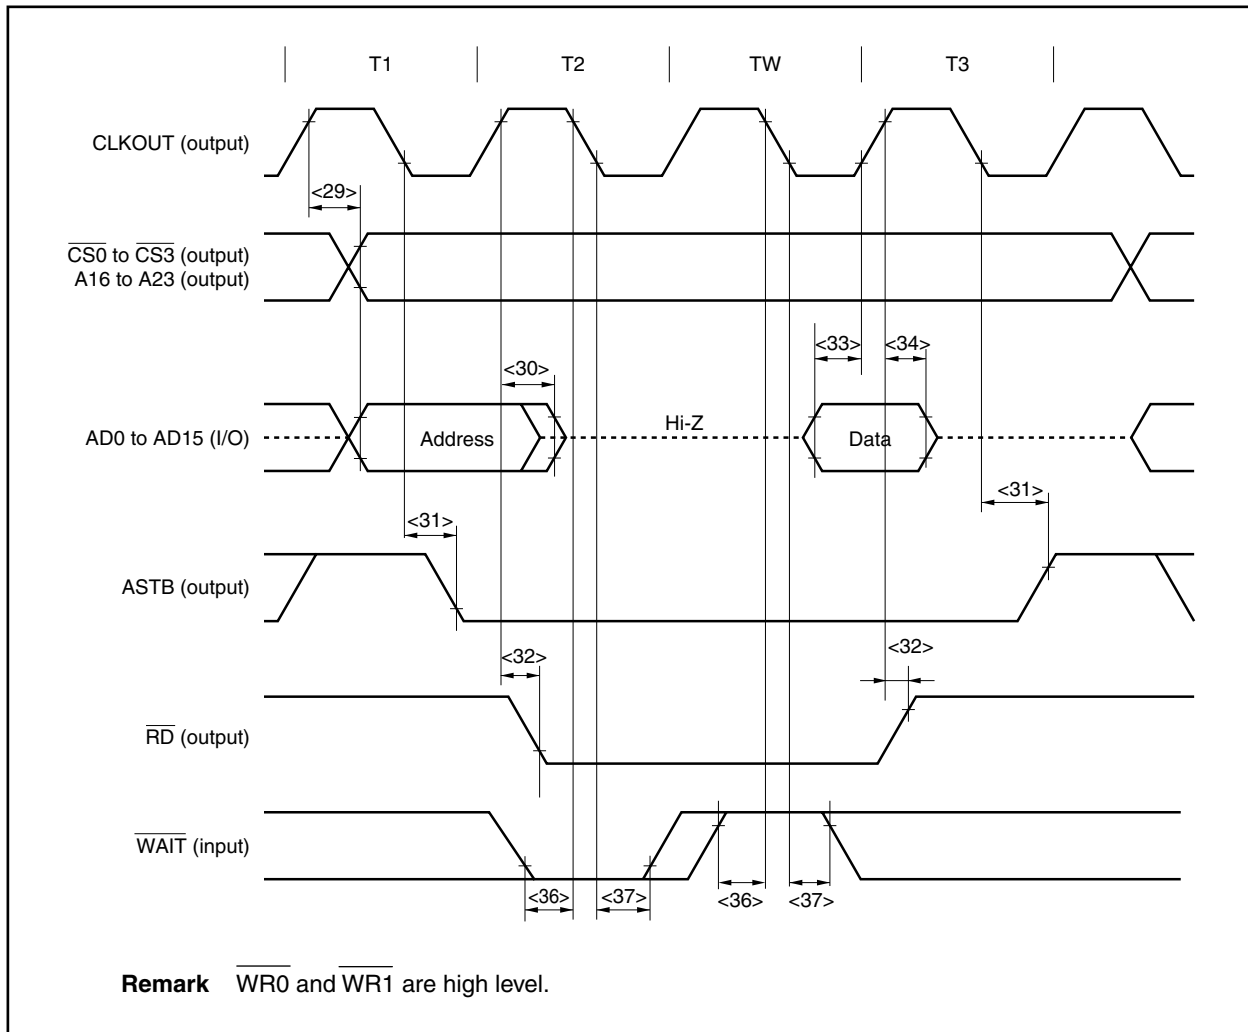 T1 T2 TW T3
CLKOUT (output)
<29>
CS0 to CS3 (output)
A16 to A23 (output)
<33> <34>
<30>
AD0 to AD15 (I/O) Address Hi-Z Data
<31>
<31>
ASTB (output)
<32>
<32>
RD (output)
WAIT (input)
<36> <37> <36> <37>
Remark WR0 and WR1 are high level.